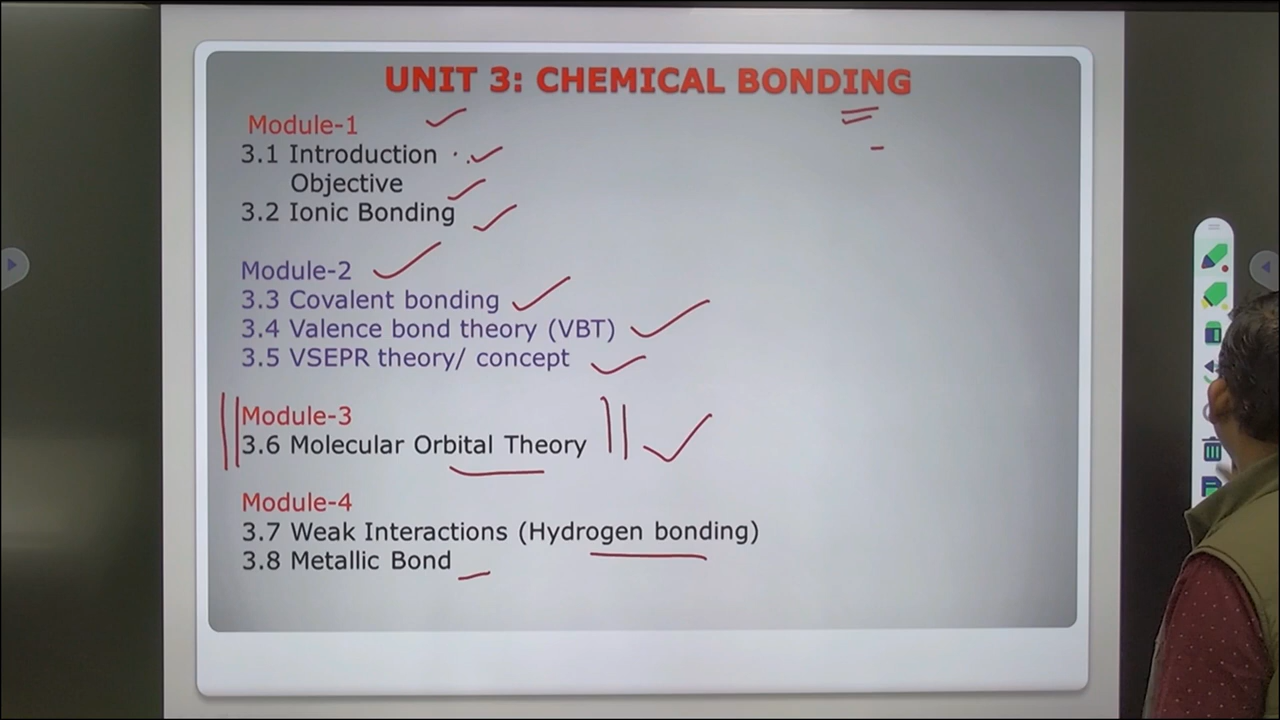 UNIT 3: CHEMICAL BONDING
Module-1
3.1 Introduction
Objective
3.2 Ionic Bonding
Module-2
3.3 Covalent bonding
3.4 Valence bond theory (VBT)
3.5 VSEPR theory/ concept
Module-3
3.6 Molecular Orbital Theory
Module-4
3.7 Weak Interactions (Hydrogen bonding)
3.8 Metallic Bond